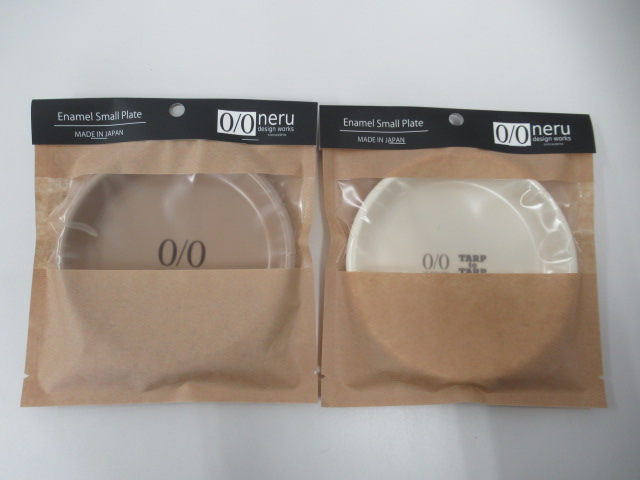 Enamel Small Plate
MADE IN JAPAN
0/0 neru
design works
0/0
Enamel Small Plate
MADE IN JAPAN
0/0 neru
design works
0/0
TARP
to
TARP